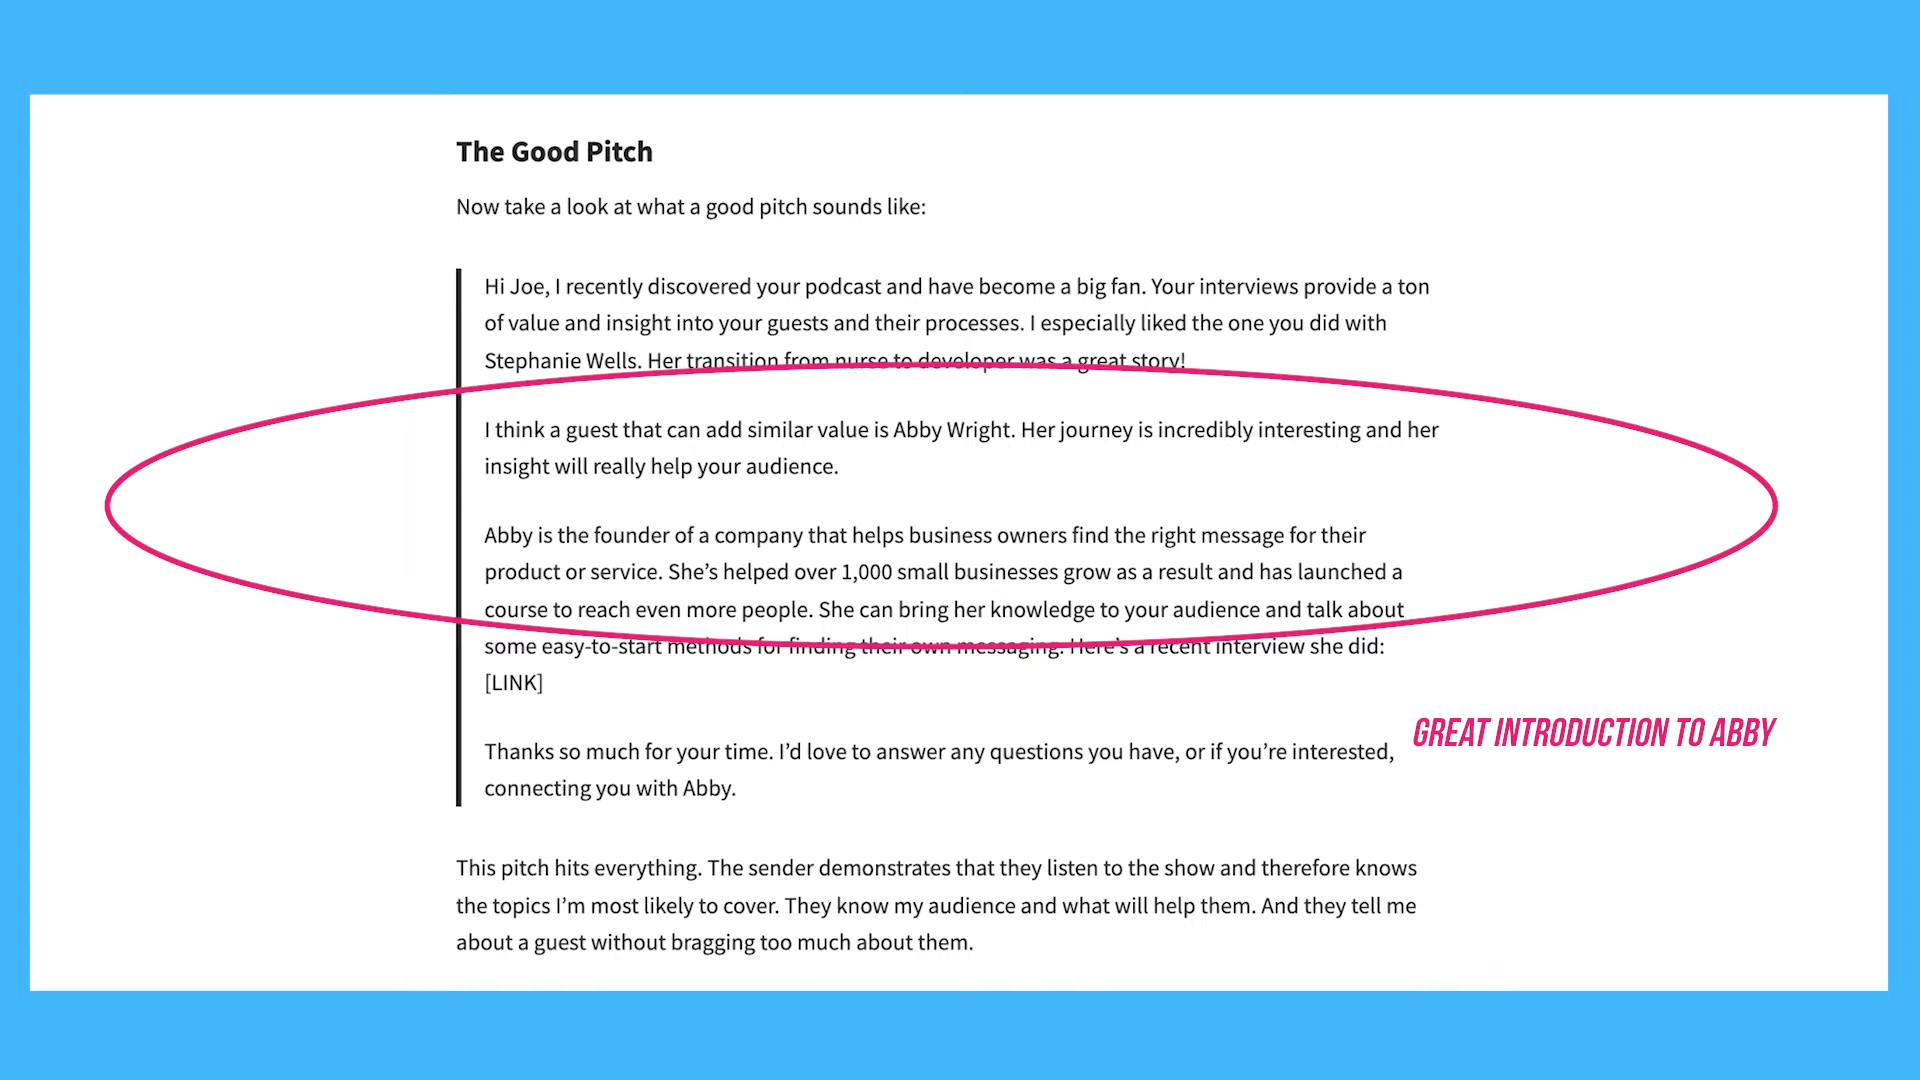 The Good Pitch
Now take a look at what a good pitch sounds like:
Hi Joe, I recently discovered your podcast and have become a big fan. Your interviews provide a ton
of value and insight into your guests and their processes. I especially liked the one you did with
Stephanie Wells. Her transition from nurse to developer was a great story!
I think a guest that can add similar value is Abby Wright. Her journey is incredibly interesting and her
insight will really help your audience.
Abby is the founder of a company that helps business owners find the right message for their
product or service. She’s helped over 1,000 small businesses grow as a result and has launched a
course to reach even more people. She can bring her knowledge to your audience and talk about
some easy-to-start methods for finding their own messaging. Here’s a recent interview she did:
[LINK]
GREAT INTRODUCTION TO ABBY
Thanks so much for your time. I’d love to answer any questions you have, or if you’re interested,
connecting you with Abby.
This pitch hits everything. The sender demonstrates that they listen to the show and therefore knows
the topics I’m most likely to cover. They know my audience and what will help them. And they tell me
about a guest without bragging too much about them.